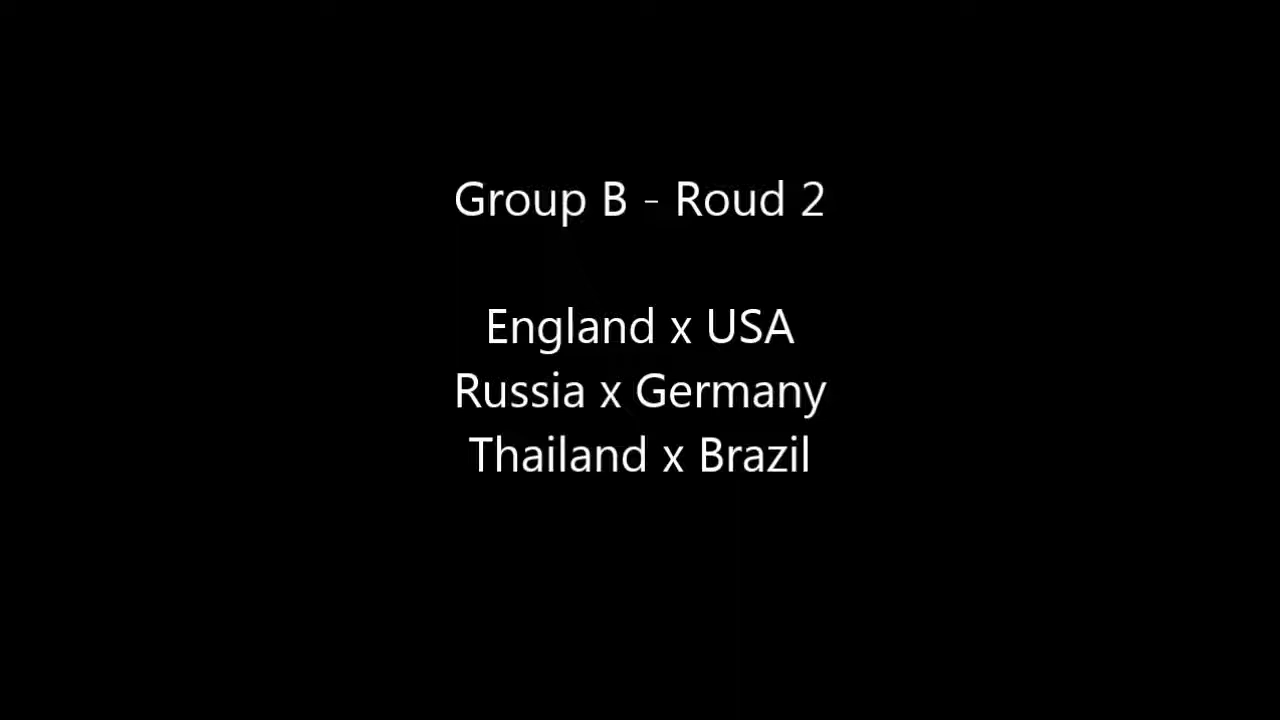 Group B - Roud 2
England x USA
Russia x Germany
Thailand x Brazil